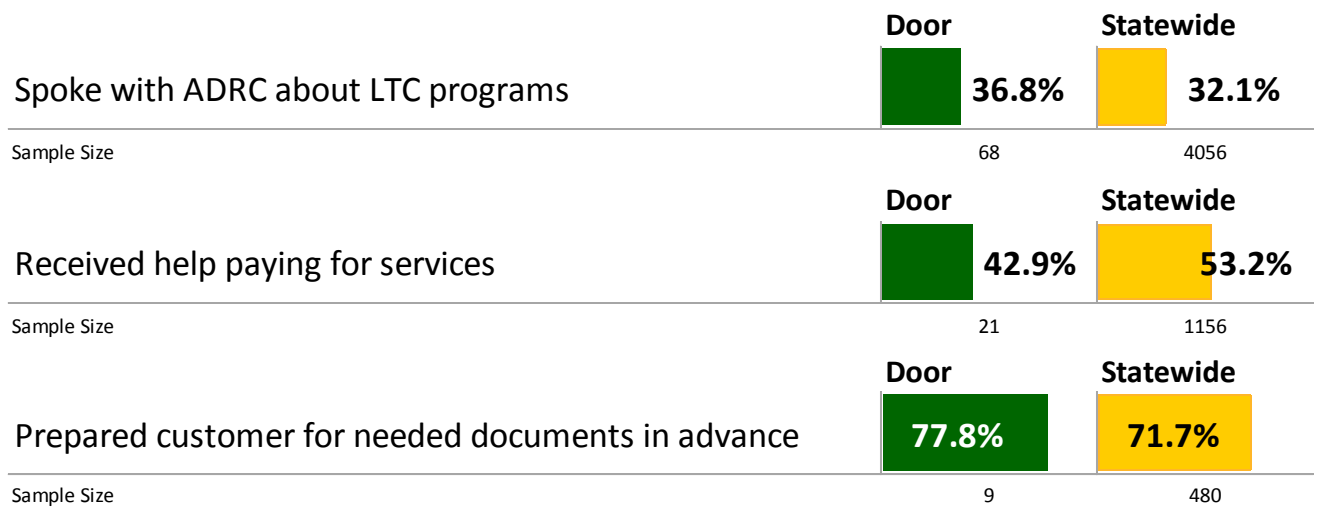 Door Statewide
Spoke with ADRC about LTC programs 36.8% 32.1%
Sample Size 68 4056
Door Statewide
Received help paying for services 42.9% 53.2%
Sample Size 21 1156
Door Statewide
Prepared customer for needed documents in advance 77.8% 71.7%
Sample Size 9 480